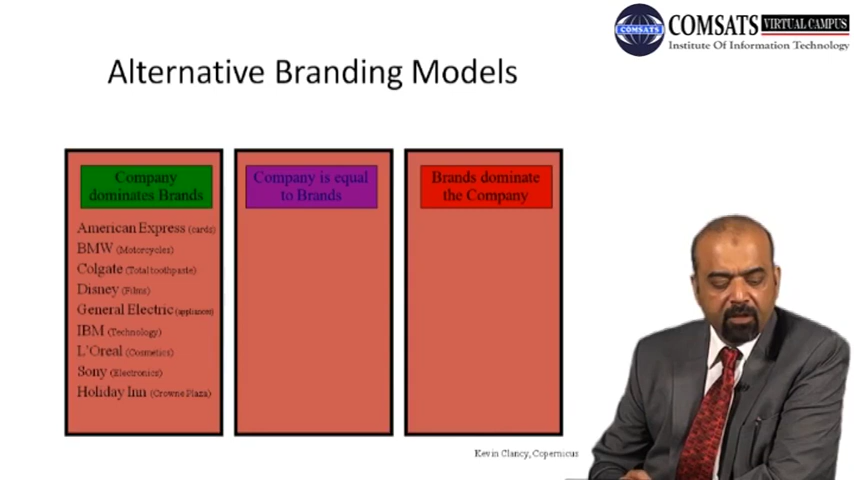 COMSATS
COMSATS VIRTUAL CAMPUS
Institute Of Information Technology
Alternative Branding Models
Company
dominates Brands
American Express (cards)
BMW (Motorcycles)
Colgate (Total toothpaste)
Disney (Films)
General Electric (appliances)
IBM (Technology)
L'Oreal (Cosmetics)
Sony (Electronics)
Holiday Inn (Crowne Plaza)
Company is equal
to Brands
Brands dominate
the Company
Kevin Clancy, Copernicus